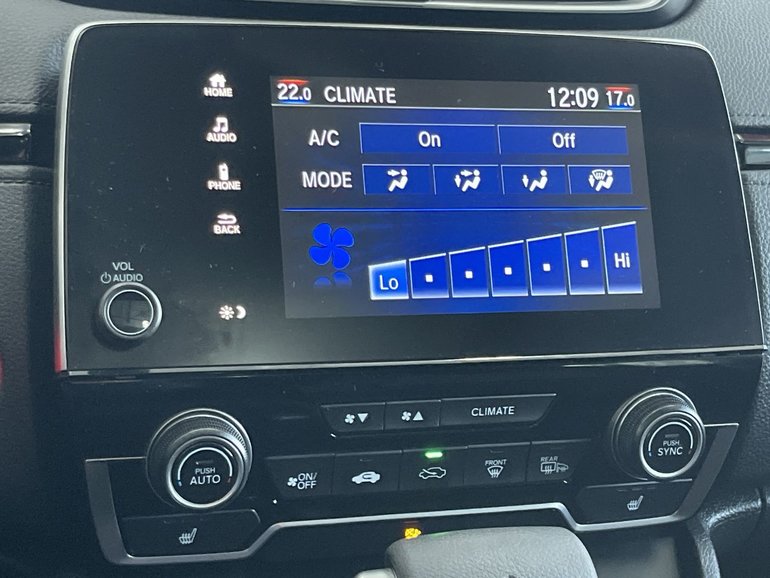 HOME
AUDIO
PHONE
BACK
VOL
AUDIO
22.0 CLIMATE 12:09 17.0
A/C On Off
MODE
Lo Hi
CLIMATE
PUSH
AUTO
ON/
OFF
FRONT
REAR
PUSH
SYNC